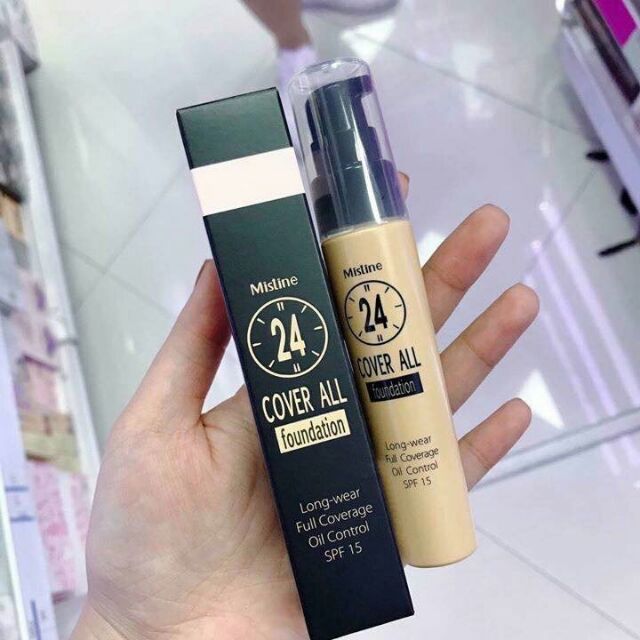 Mistine
24
COVER ALL
foundation
Long-wear
Full Coverage
Oil Control
SPF 15
Mistine
24
COVER ALL
foundation
Long-wear
Full Coverage
Oil Control
SPF 15